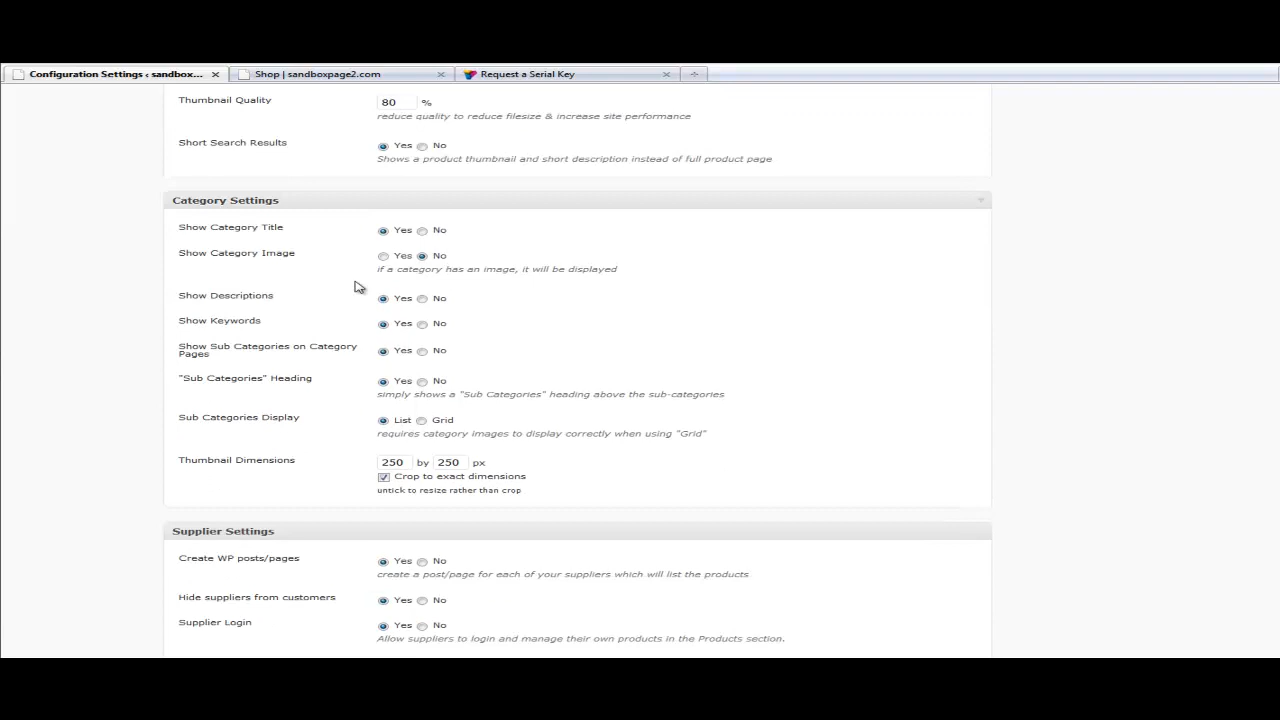 Configuration Settings ‹ sandbox... Shop | sandboxpage2.com Request a Serial Key
Thumbnail Quality 80 %
reduce quality to reduce filesize & increase site performance
Short Search Results Yes No
Shows a product thumbnail and short description instead of full product page
Category Settings
Show Category Title Yes No
Show Category Image Yes No
if a category has an image, it will be displayed
Show Descriptions Yes No
Show Keywords Yes No
Show Sub Categories on Category
Pages Yes No
"Sub Categories" Heading Yes No
simply shows a "Sub Categories" heading above the sub-categories
Sub Categories Display List Grid
requires category images to display correctly when using "Grid"
Thumbnail Dimensions 250 by 250 px
Crop to exact dimensions
untick to resize rather than crop
Supplier Settings
Create WP posts/pages Yes No
create a post/page for each of your suppliers which will list the products
Hide suppliers from customers Yes No
Supplier Login Yes No
Allow suppliers to login and manage their own products in the Products section.